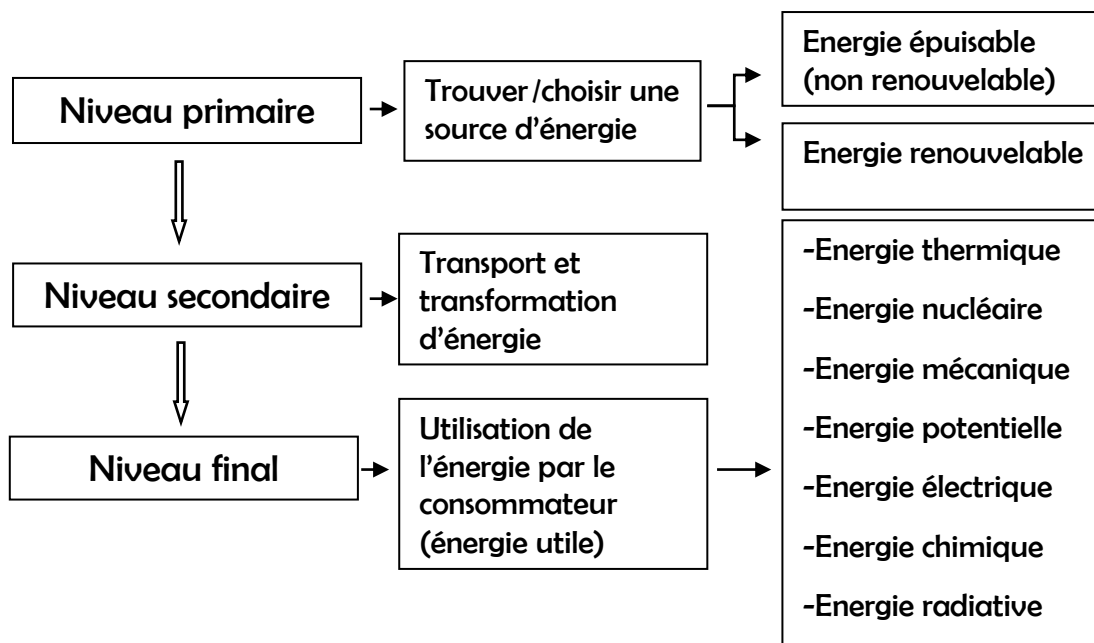 Niveau primaire
Trouver/choisir une
source d'énergie
Energie épuisable
(non renouvelable)
Energie renouvelable
Niveau secondaire
Transport et
transformation
d'énergie
Niveau final
Utilisation de
l'énergie par le
consommateur
(énergie utile)
-Energie thermique
-Energie nucléaire
-Energie mécanique
-Energie potentielle
-Energie électrique
-Energie chimique
-Energie radiative